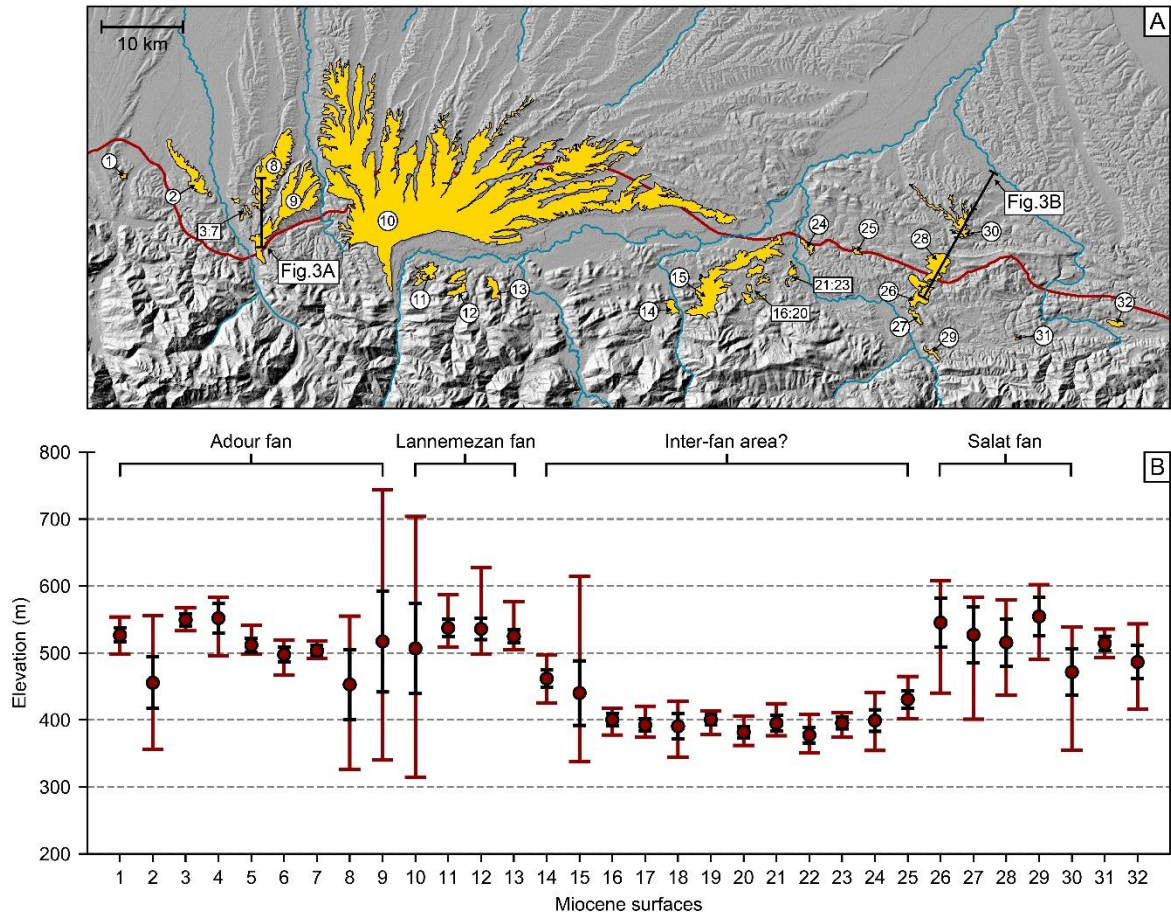 A
10 km
1
2
3:7
8
9
Fig.3A
10
11
12
13
14
15
16:20
21:23
24
25
26
27
28
29
30
Fig.3B
31
32
B
Adour fan
Lannemezan fan
Inter-fan area?
Salat fan
800
700
600
500
400
300
200
Elevation (m)
1 2 3 4 5 6 7 8 9 10 11 12 13 14 15 16 17 18 19 20 21 22 23 24 25 26 27 28 29 30 31 32
Miocene surfaces